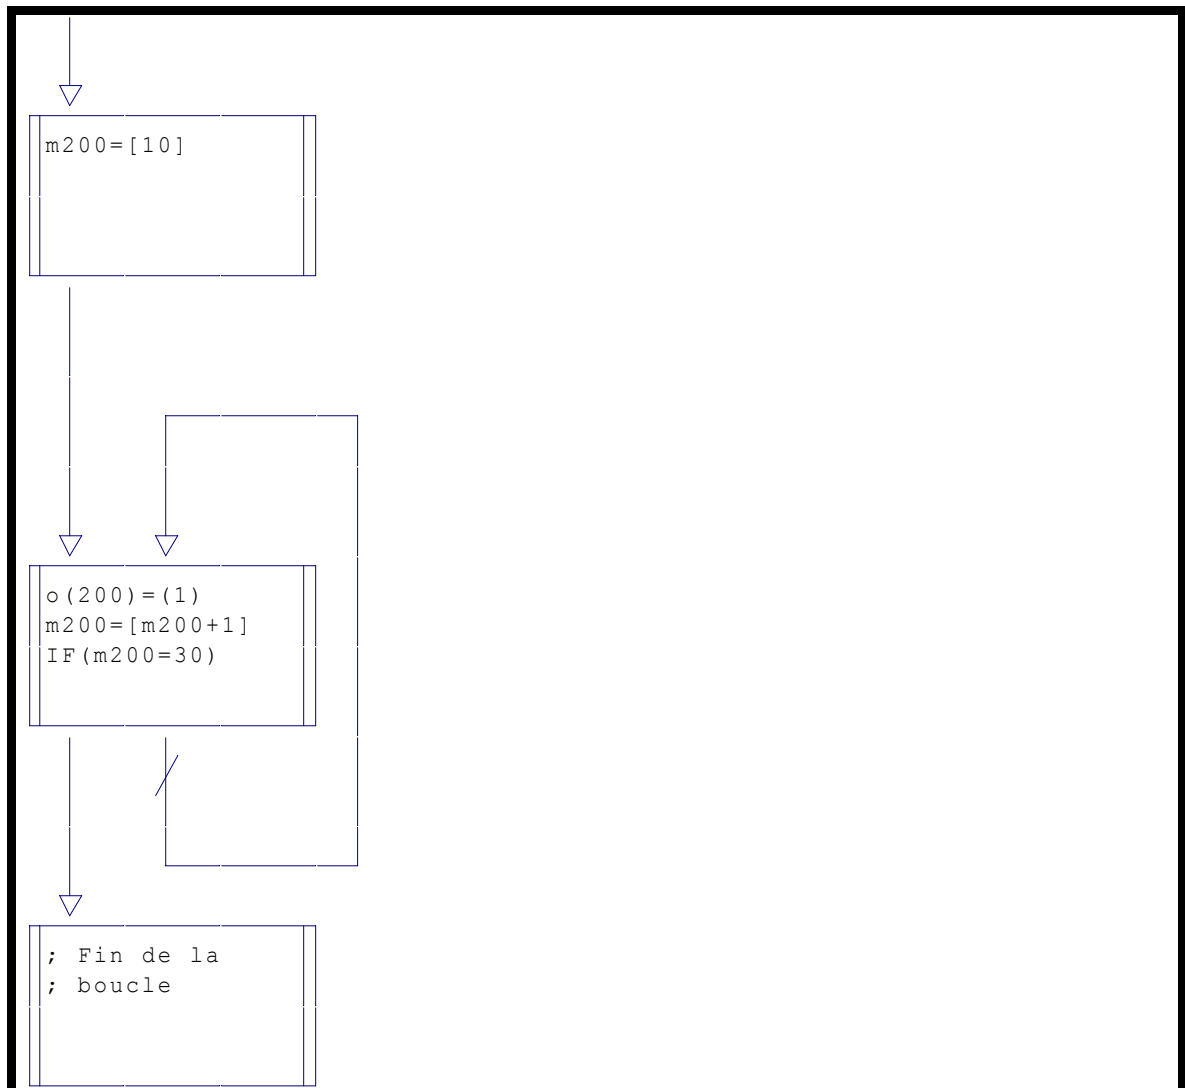 m200=[10]
o(200)=(1)
m200=[m200+1]
IF(m200=30)
; Fin de la
; boucle